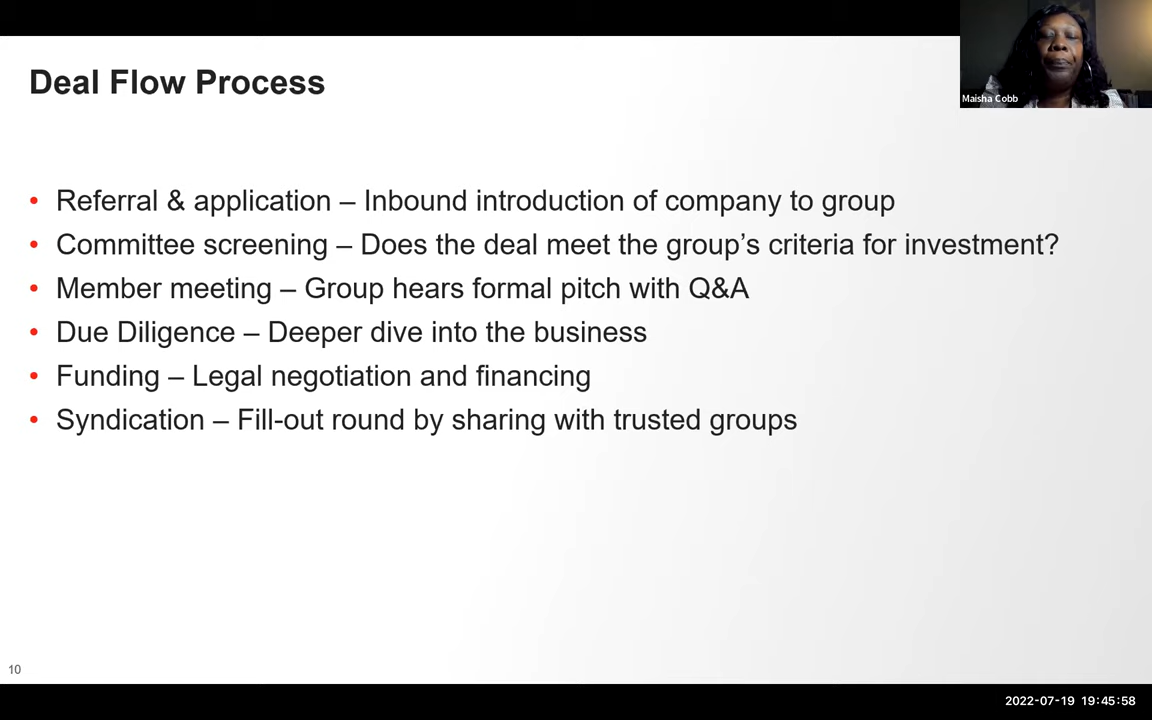 Deal Flow Process
Maisha Cobb
• Referral & application – Inbound introduction of company to group
• Committee screening – Does the deal meet the group’s criteria for investment?
• Member meeting – Group hears formal pitch with Q&A
• Due Diligence – Deeper dive into the business
• Funding – Legal negotiation and financing
• Syndication – Fill-out round by sharing with trusted groups
10
2022-07-19 19:45:58